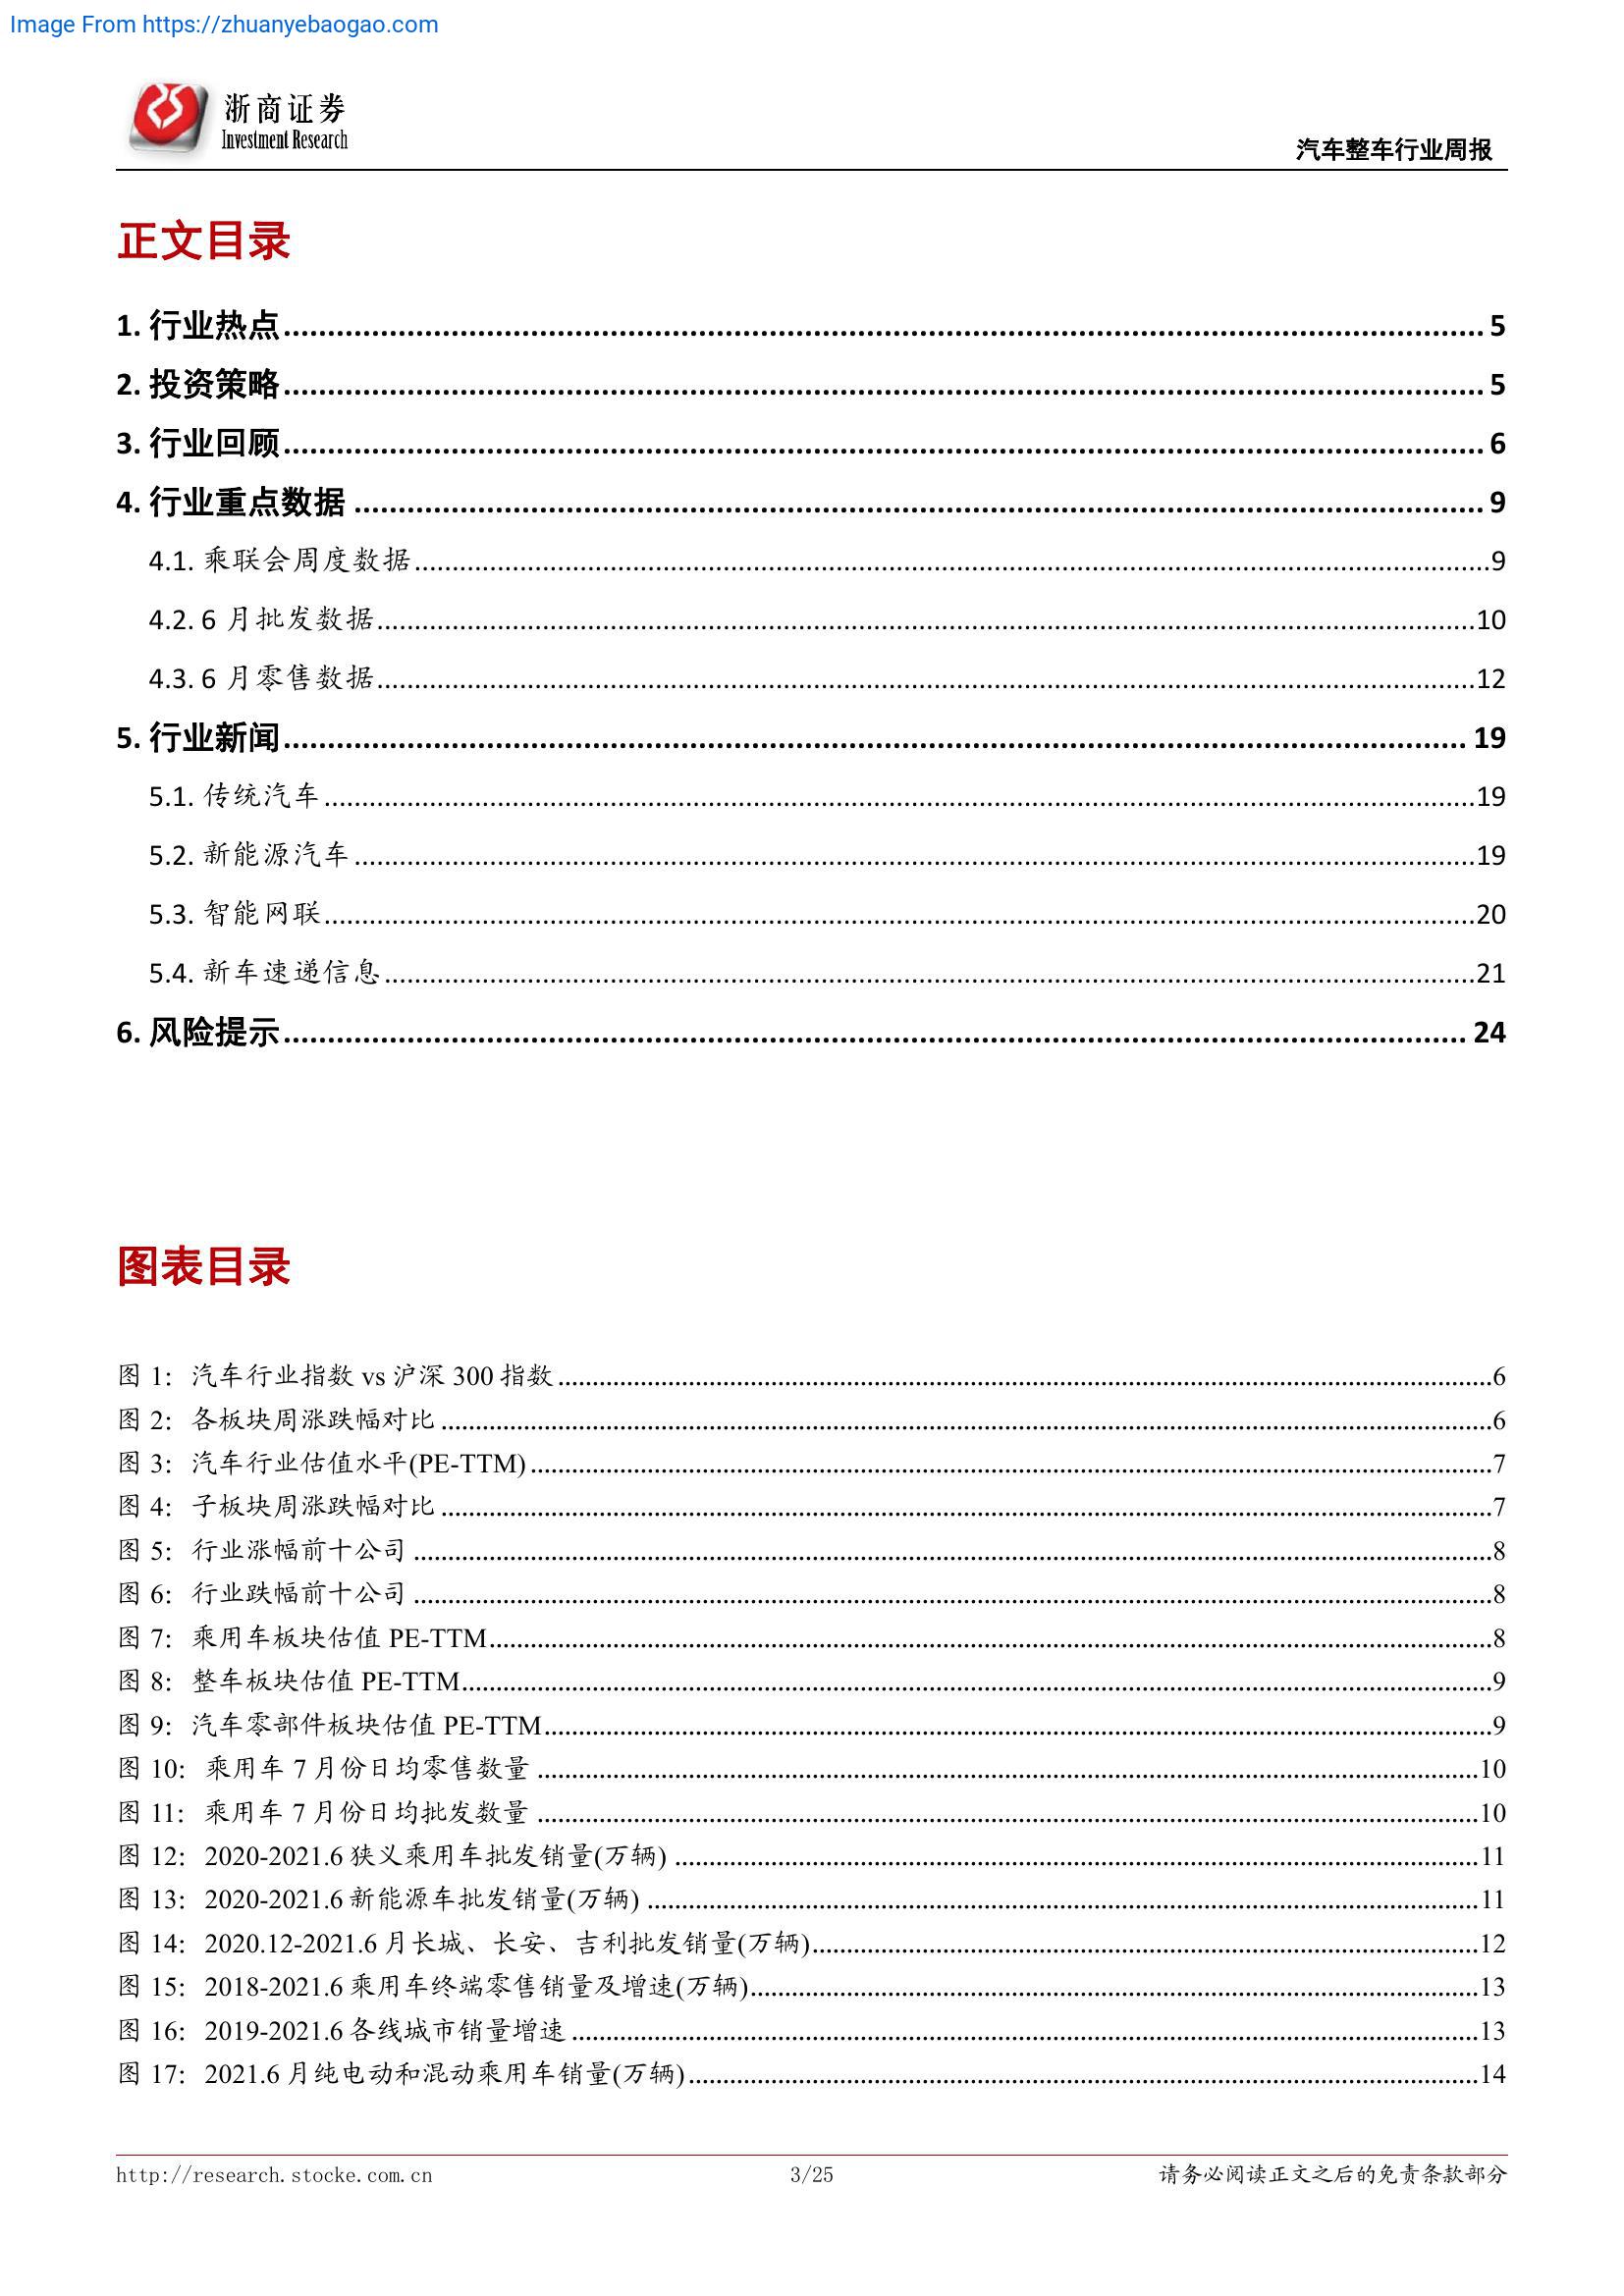 Image From https://zhuanyebaogao.com
浙商证券
Investment Research
汽车整车行业周报
正文目录
1. 行业热点 5
2. 投资策略 5
3. 行业回顾 6
4. 行业重点数据 9
4.1. 乘联会周度数据 9
4.2. 6 月批发数据 10
4.3. 6 月零售数据 12
5. 行业新闻 19
5.1. 传统汽车 19
5.2. 新能源汽车 19
5.3. 智能网联 20
5.4. 新车速递信息 21
6. 风险提示 24
图表目录
图 1：汽车行业指数 vs 沪深 300 指数 6
图 2：各板块周涨跌幅对比 6
图 3：汽车行业估值水平(PE-TTM) 7
图 4：子板块周涨跌幅对比 7
图 5：行业涨幅前十公司 8
图 6：行业跌幅前十公司 8
图 7：乘用车板块估值 PE-TTM 8
图 8：整车板块估值 PE-TTM 9
图 9：汽车零部件板块估值 PE-TTM 9
图 10：乘用车 7 月份日均零售数量 10
图 11：乘用车 7 月份日均批发数量 10
图 12：2020-2021.6 狭义乘用车批发销量(万辆) 11
图 13：2020-2021.6 新能源车批发销量(万辆) 11
图 14：2020.12-2021.6 月长城、长安、吉利批发销量(万辆) 12
图 15：2018-2021.6 乘用车终端零售销量及增速(万辆) 13
图 16：2019-2021.6 各线城市销量增速 13
图 17：2021.6 月纯电动和混动乘用车销量(万辆) 14
http://research.stocke.com.cn 3/25 请务必阅读正文之后的免责条款部分